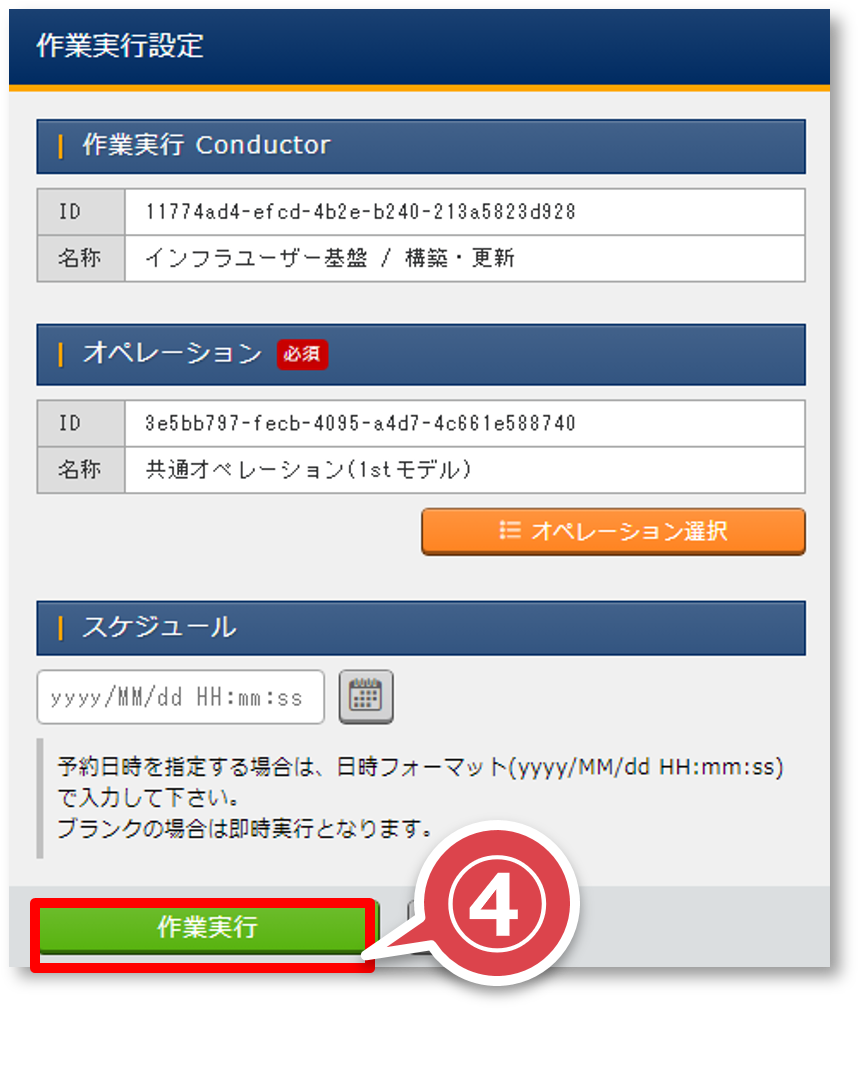 作業実行設定
作業実行 Conductor
ID 11774ad4-efcd-4b2e-b240-213a5823d928
名称 インフラユーザー基盤 / 構築・更新
オペレーション 必須
ID 3e5bb797-fecb-4095-a4d7-4c661e588740
名称 共通オペレーション(1stモデル)
オペレーション選択
スケジュール
yyyy/MM/dd HH:mm:ss
予約日時を指定する場合は、日時フォーマット(yyyy/MM/dd HH:mm:ss)
で入力して下さい。
ブランクの場合は即時実行となります。
作業実行
4